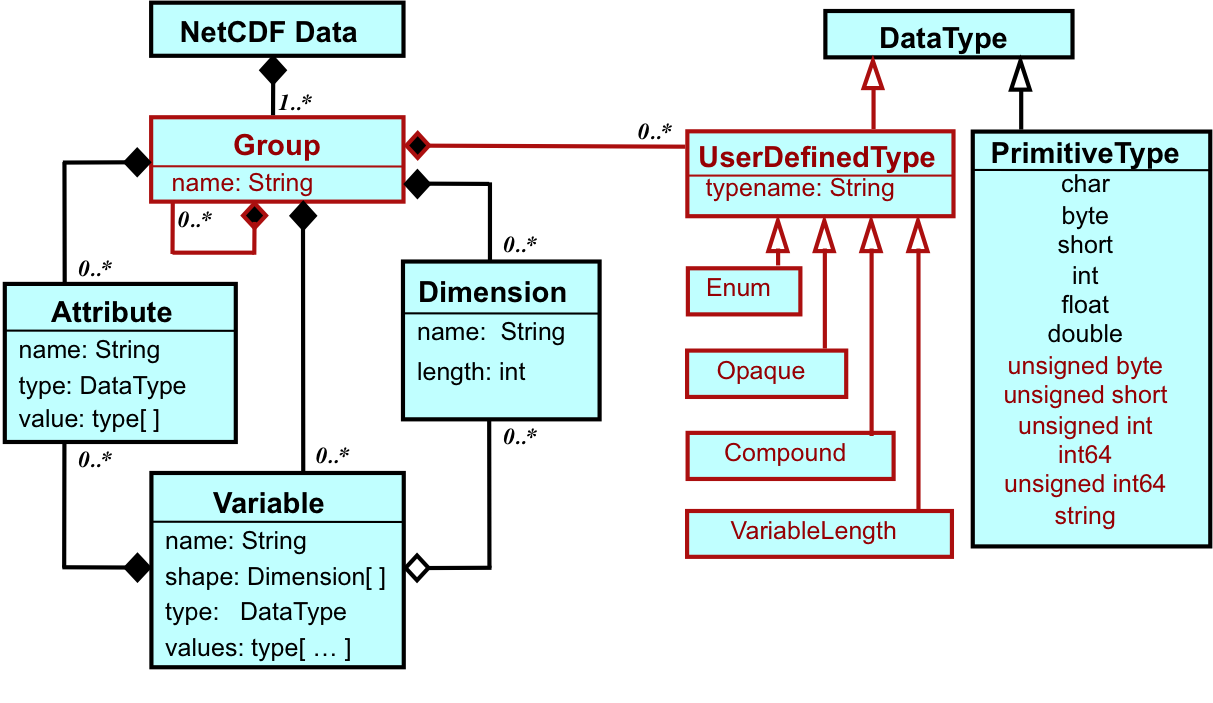 NetCDF Data
1..*
Group
name: String
0..*
0..*
0..*
0..*
0..*
Attribute
name: String
type: DataType
value: type[ ]
0..*
Dimension
name:  String
length: int
0..*
Variable
name: String
shape: Dimension[ ]
type:   DataType
values: type[ … ]
DataType
UserDefinedType
typename: String
Enum
Opaque
Compound
VariableLength
PrimitiveType
char
byte
short
int
float
double
unsigned byte
unsigned short
unsigned int
int64
unsigned int64
string